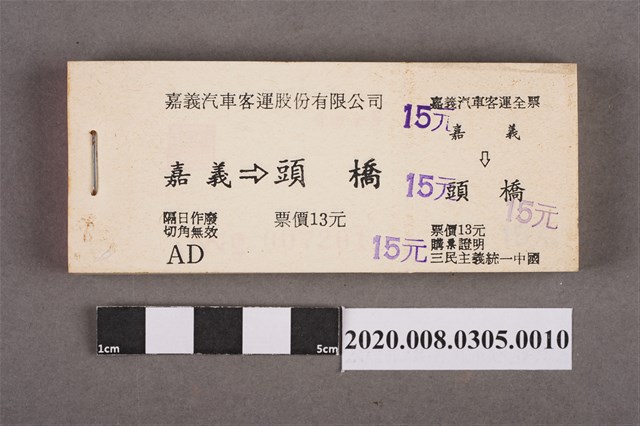 嘉義汽車客運股份有限公司
嘉義⇨頭橋
隔日作廢
切角無效
票價13元
AD
嘉義汽車客運全票
15元
嘉義
⇩
15元
頭橋
15元
票價13元
購票證明
15元
三民主義統一中國
1cm
5cm
2020.008.0305.0010